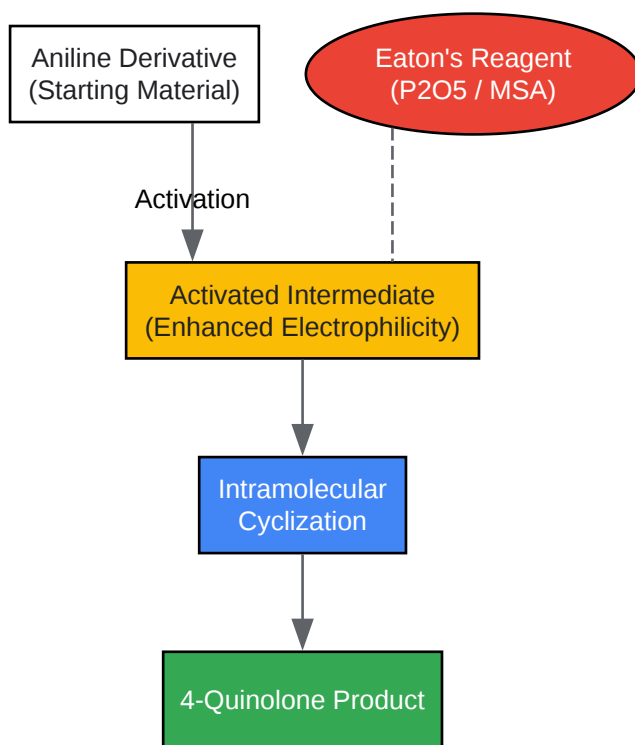 Aniline Derivative
(Starting Material)
Eaton's Reagent
(P2O5 / MSA)
Activation
Activated Intermediate
(Enhanced Electrophilicity)
Intramolecular
Cyclization
4-Quinolone Product